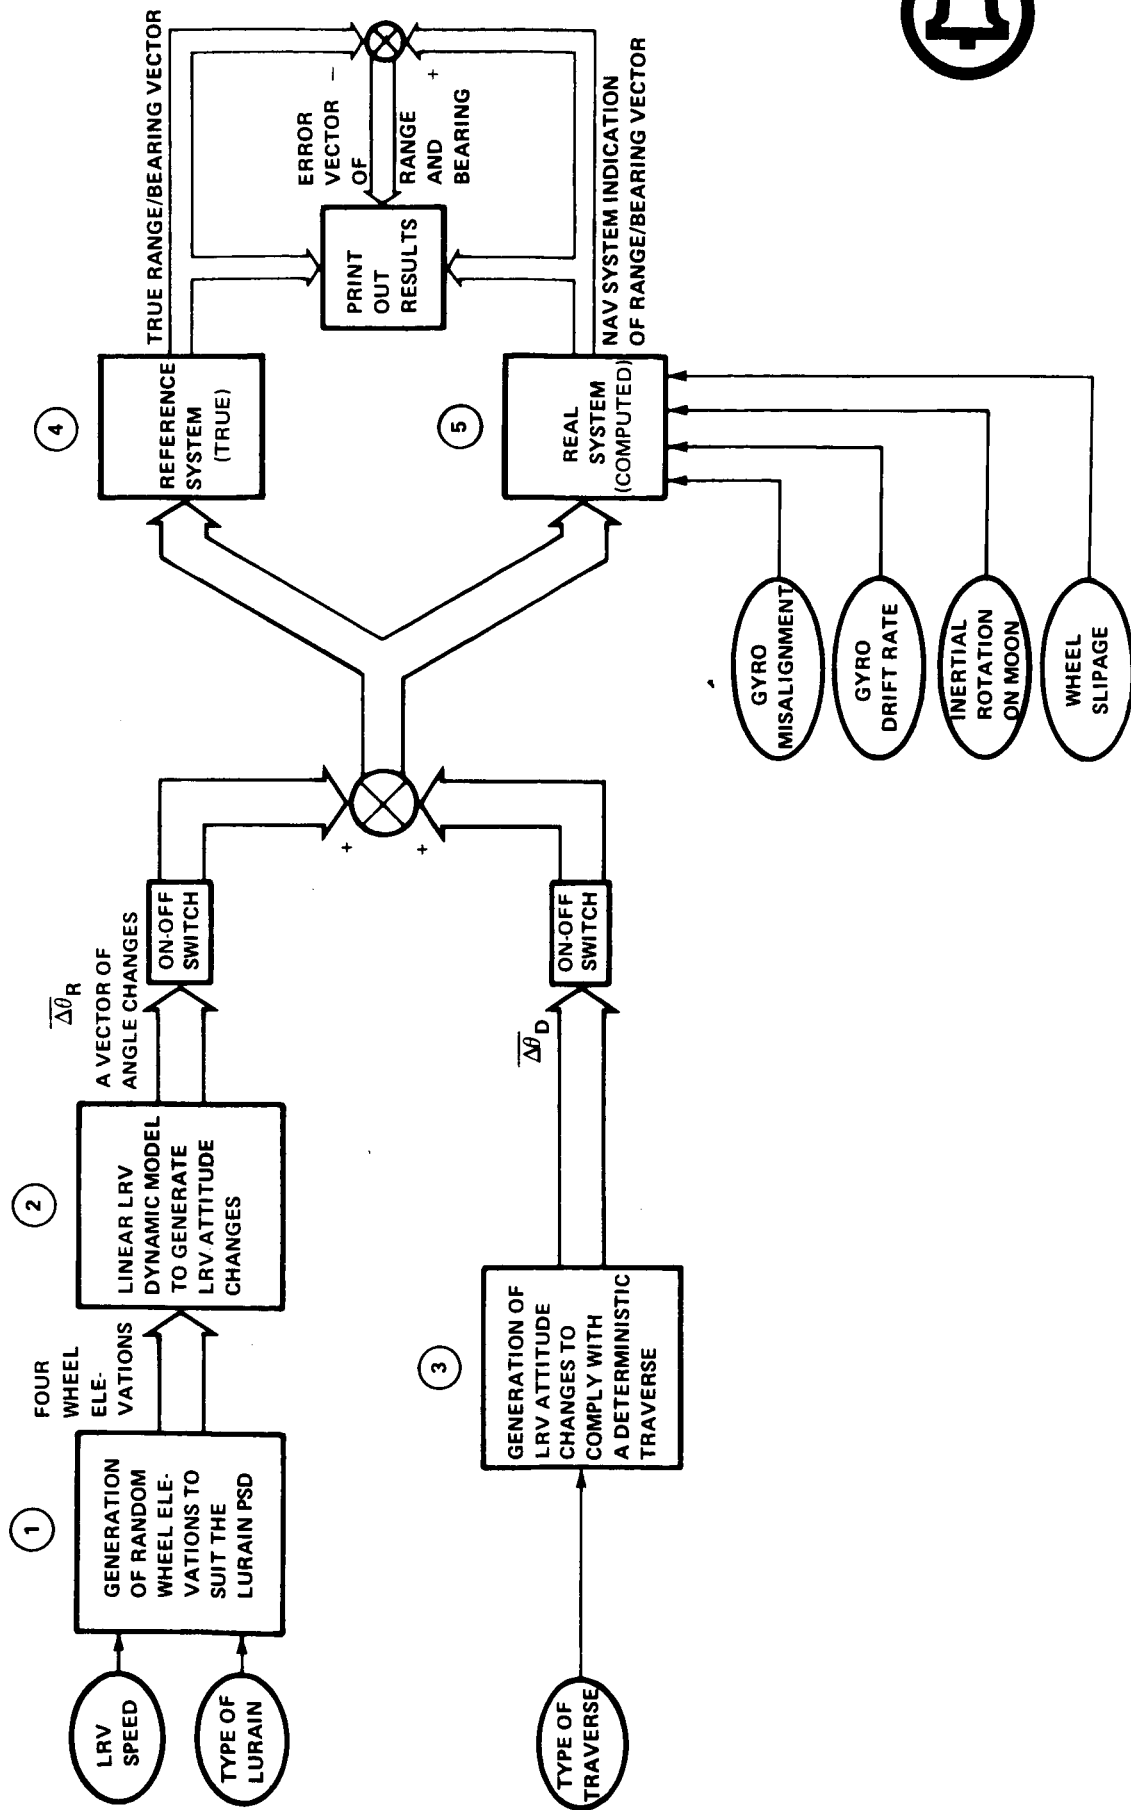 1
LRV
SPEED
TYPE OF
LURAIN
GENERATION
OF RANDOM
WHEEL ELE-
VATIONS TO
SUIT THE
LURAIN PSD
FOUR
WHEEL
ELE-
VATIONS
2
LINEAR LRV
DYNAMIC MODEL
TO GENERATE
LRV ATTITUDE
CHANGES
Δθ R
A VECTOR OF
ANGLE CHANGES
ON-OFF
SWITCH
3
TYPE OF
TRAVERSE
GENERATION OF
LRV ATTITUDE
CHANGES TO
COMPLY WITH
A DETERMINISTIC
TRAVERSE
Δθ D
ON-OFF
SWITCH
+
+
4
REFERENCE
SYSTEM
(TRUE)
TRUE RANGE/BEARING VECTOR
5
REAL
SYSTEM
(COMPUTED)
NAV SYSTEM INDICATION
OF RANGE/BEARING VECTOR
PRINT
OUT
RESULTS
ERROR
VECTOR
OF
RANGE
AND
BEARING
−
+
GYRO
MISALIGNMENT
GYRO
DRIFT RATE
INERTIAL
ROTATION
ON MOON
WHEEL
SLIPAGE